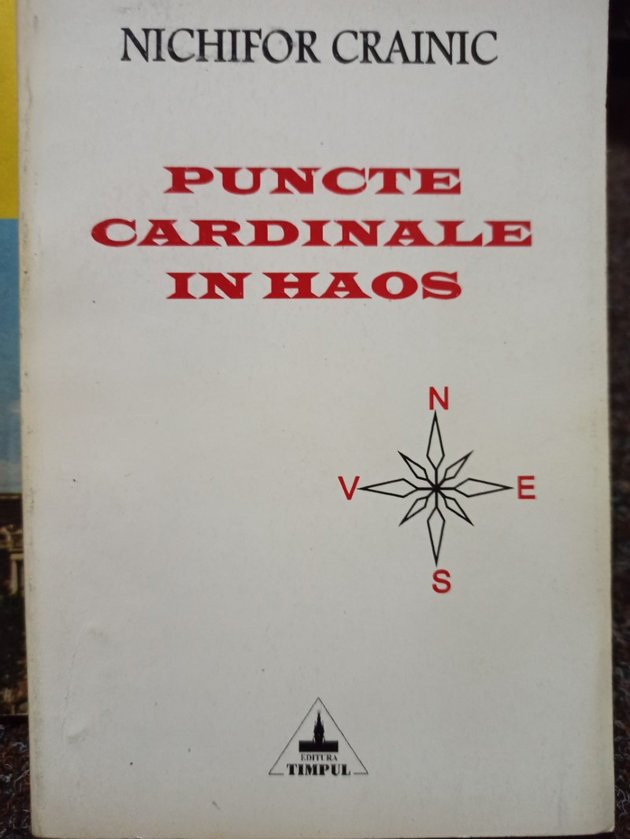 NICHIFOR CRAINIC
PUNCTE
CARDINALE
IN HAOS
N
V E
S
EDITURA
TIMPUL